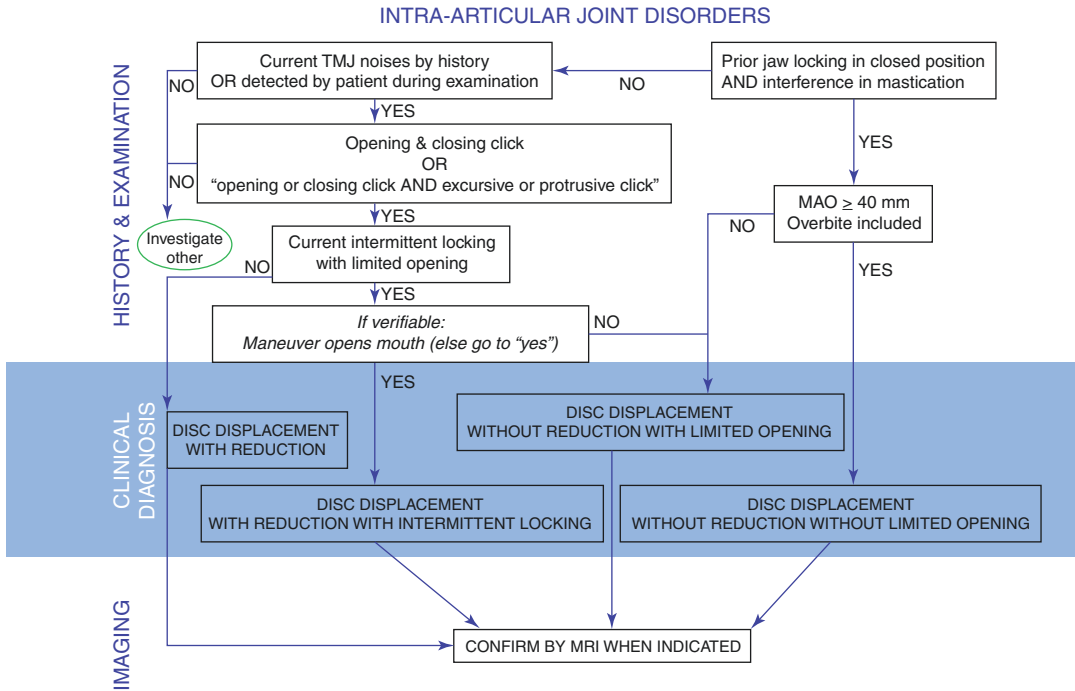 INTRA-ARTICULAR JOINT DISORDERS
HISTORY & EXAMINATION
Current TMJ noises by history
OR detected by patient during examination
Prior jaw locking in closed position
AND interference in mastication
NO
NO
YES
YES
Opening & closing click
OR
“opening or closing click AND excursive or protrusive click”
NO
YES
MAO ≥ 40 mm
Overbite included
NO
YES
Investigate
other
Current intermittent locking
with limited opening
NO
YES
If verifiable:
Maneuver opens mouth (else go to “yes”)
NO
YES
CLINICAL
DIAGNOSIS
DISC DISPLACEMENT
WITH REDUCTION
DISC DISPLACEMENT
WITHOUT REDUCTION WITH LIMITED OPENING
DISC DISPLACEMENT
WITH REDUCTION WITH INTERMITTENT LOCKING
DISC DISPLACEMENT
WITHOUT REDUCTION WITHOUT LIMITED OPENING
IMAGING
CONFIRM BY MRI WHEN INDICATED